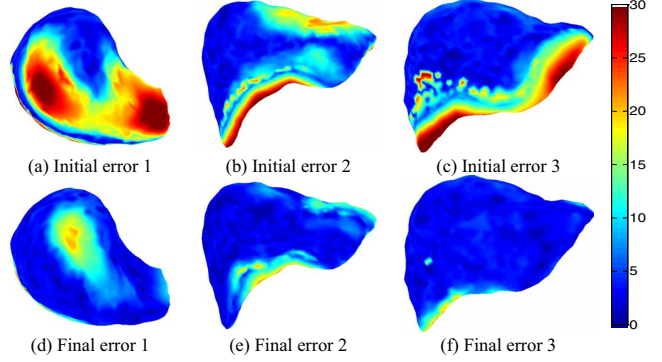 (a) Initial error 1
(b) Initial error 2
(c) Initial error 3
(d) Final error 1
(e) Final error 2
(f) Final error 3
30
25
20
15
10
5
0